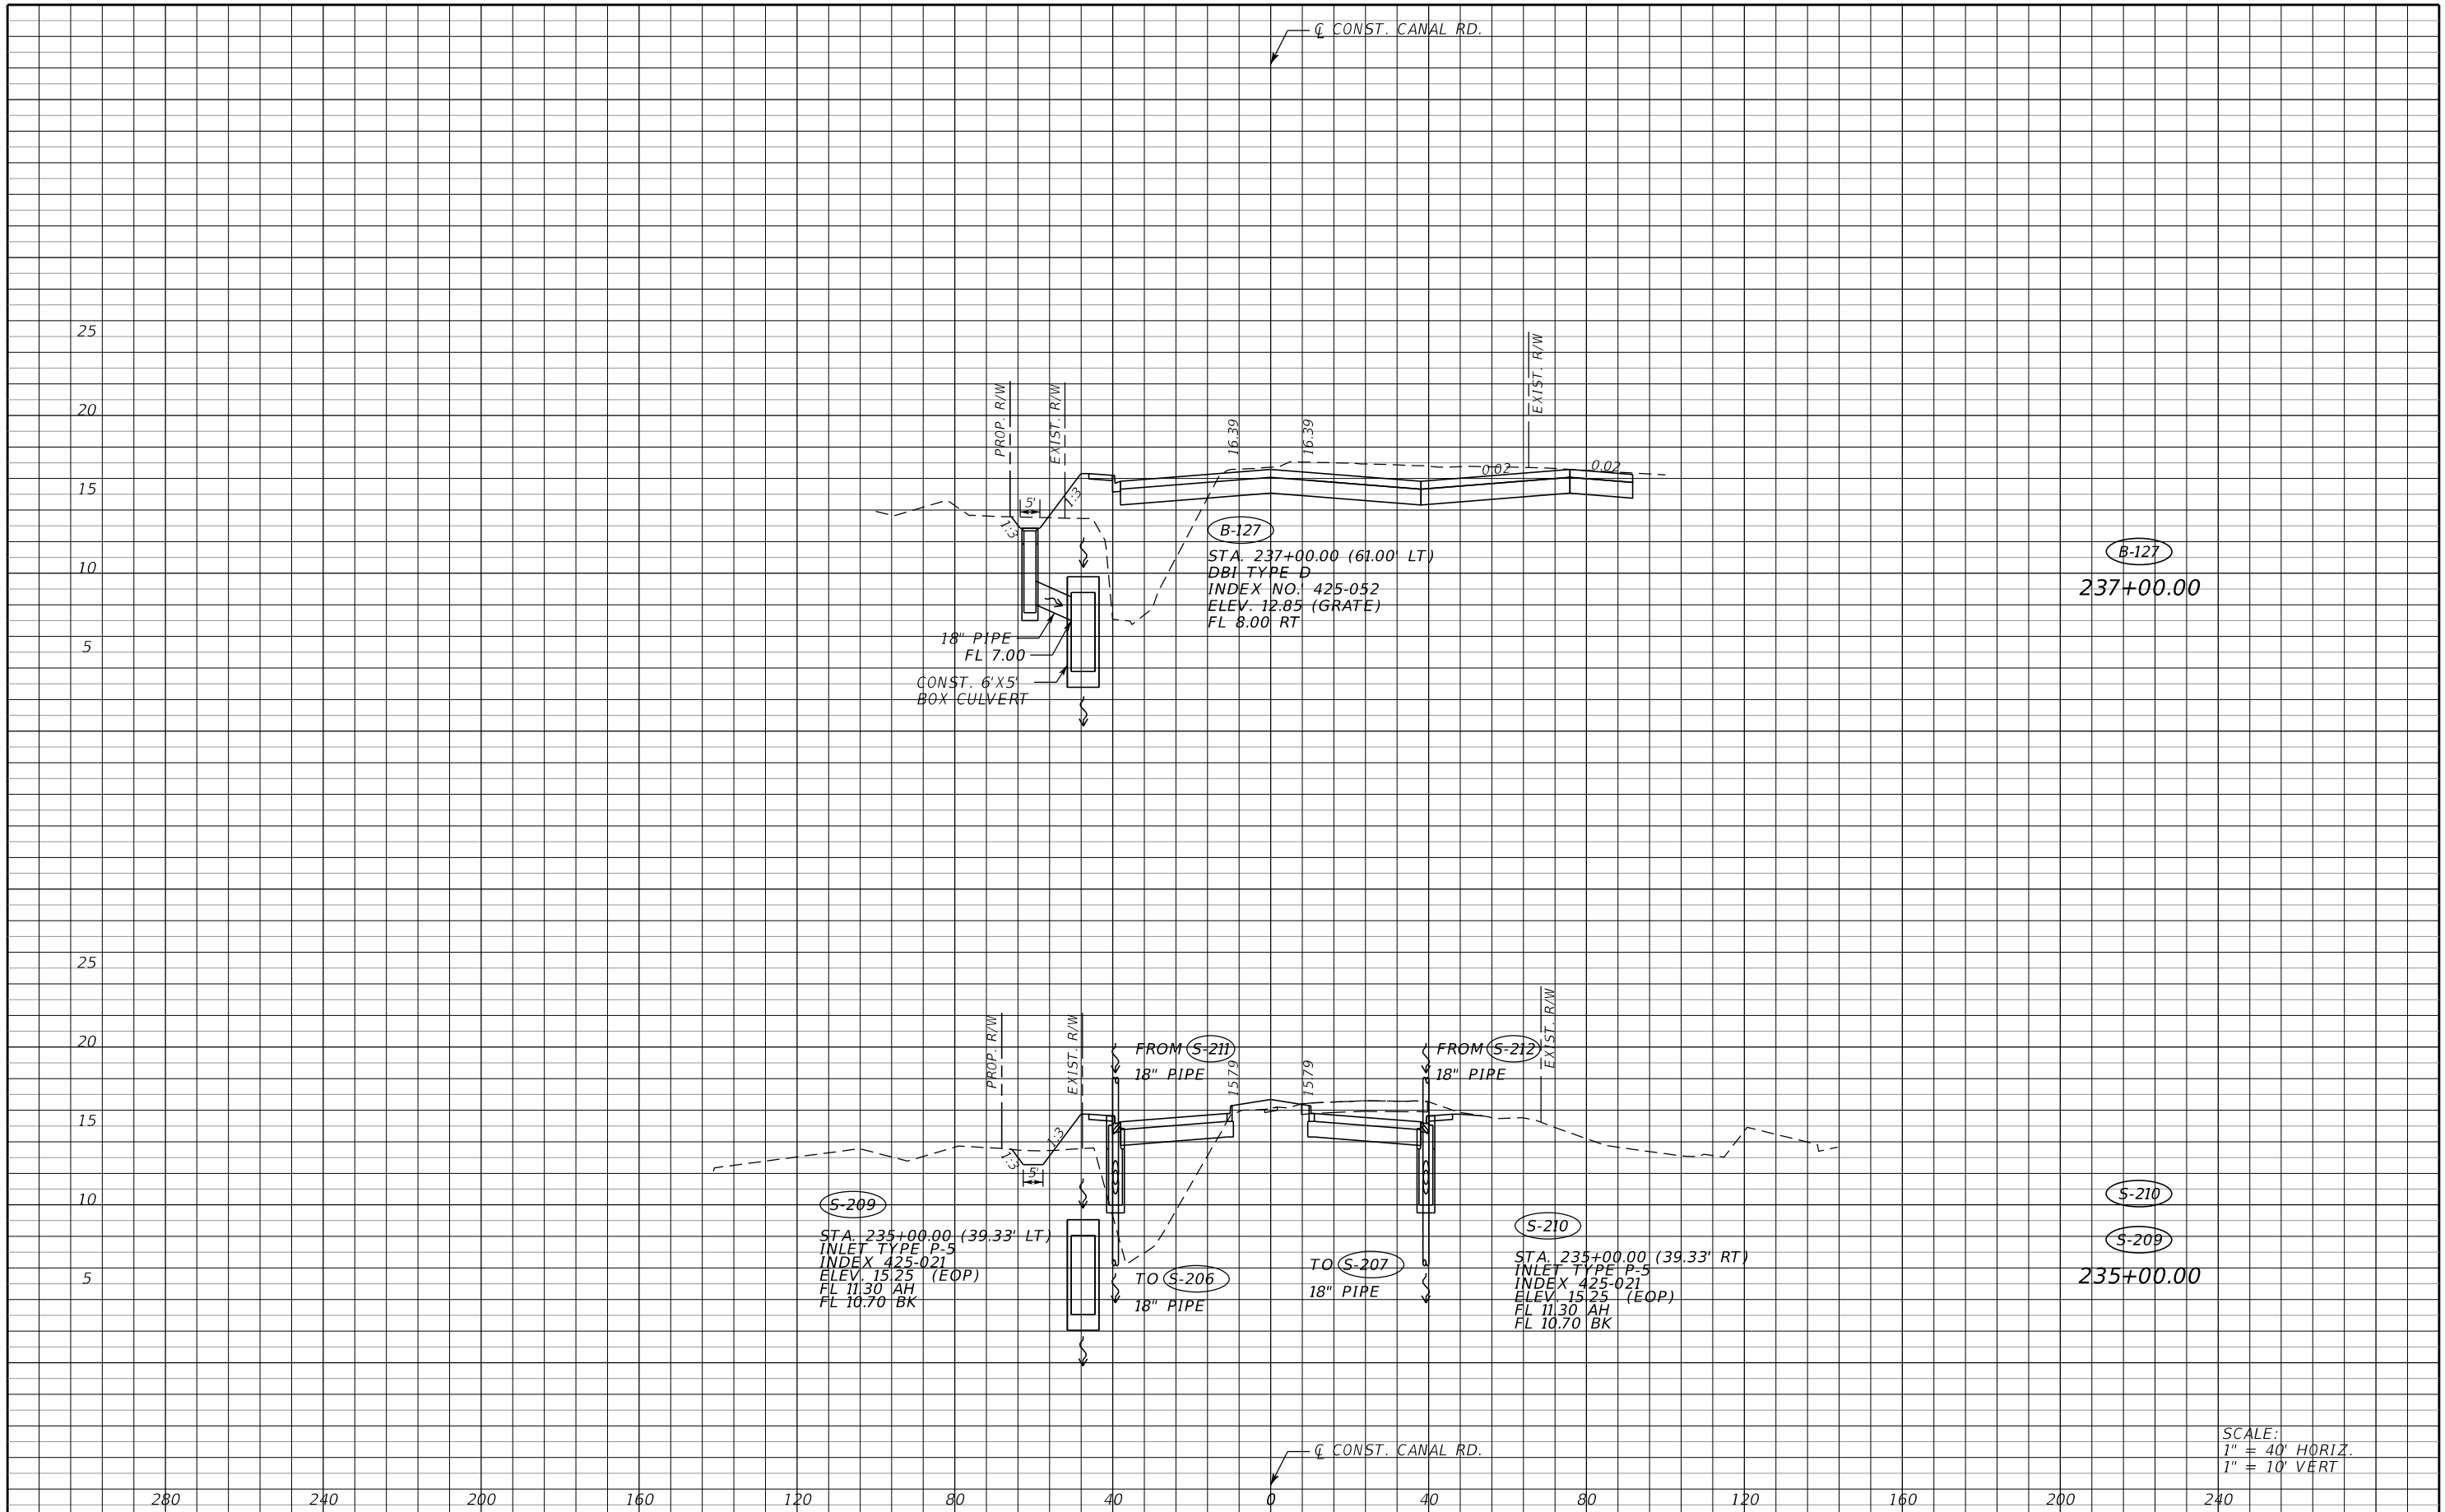 ℄ CONST. CANAL RD.
25
20
15
10
5
PROP. R/W
EXIST. R/W
16.39
16.39
EXIST. R/W
0.02
0.02
5'
1:3
1:3
B-127
STA. 237+00.00 (61.00' LT)
DBI TYPE D
INDEX NO. 425-052
ELEV. 12.85 (GRATE)
FL 8.00 RT
18" PIPE
FL 7.00
CONST. 6'X5'
BOX CULVERT
B-127
237+00.00
25
20
15
10
5
PROP. R/W
EXIST. R/W
FROM S-211
18" PIPE
15.79
15.79
FROM S-212
18" PIPE
EXIST. R/W
1:3
1:3
5'
S-209
STA. 235+00.00 (39.33' LT)
INLET TYPE P-5
INDEX 425-021
ELEV. 15.25 (EOP)
FL 11.30 AH
FL 10.70 BK
TO S-206
18" PIPE
TO S-207
18" PIPE
S-210
STA. 235+00.00 (39.33' RT)
INLET TYPE P-5
INDEX 425-021
ELEV. 15.25 (EOP)
FL 11.30 AH
FL 10.70 BK
S-210
S-209
235+00.00
℄ CONST. CANAL RD.
SCALE:
1" = 40' HORIZ.
1" = 10' VERT
280 240 200 160 120 80 40 0 40 80 120 160 200 240